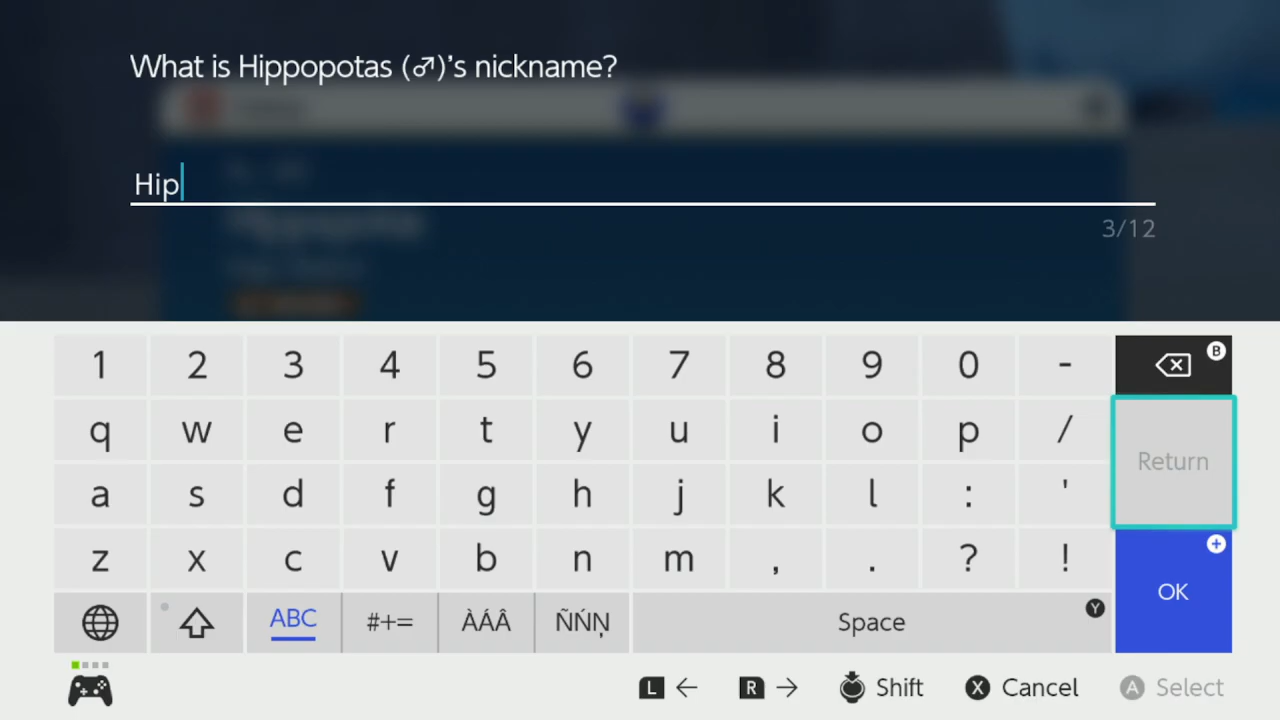 What is Hippopotas (♂)'s nickname?
Hip
3/12
1 2 3 4 5 6 7 8 9 0 - B
q w e r t y u i o p / Return
a s d f g h j k l : '
z x c v b n m , . ? ! +
ABC #+= ÀÁÂ ÑŃŅ Space Y OK
L ← R → Shift X Cancel A Select